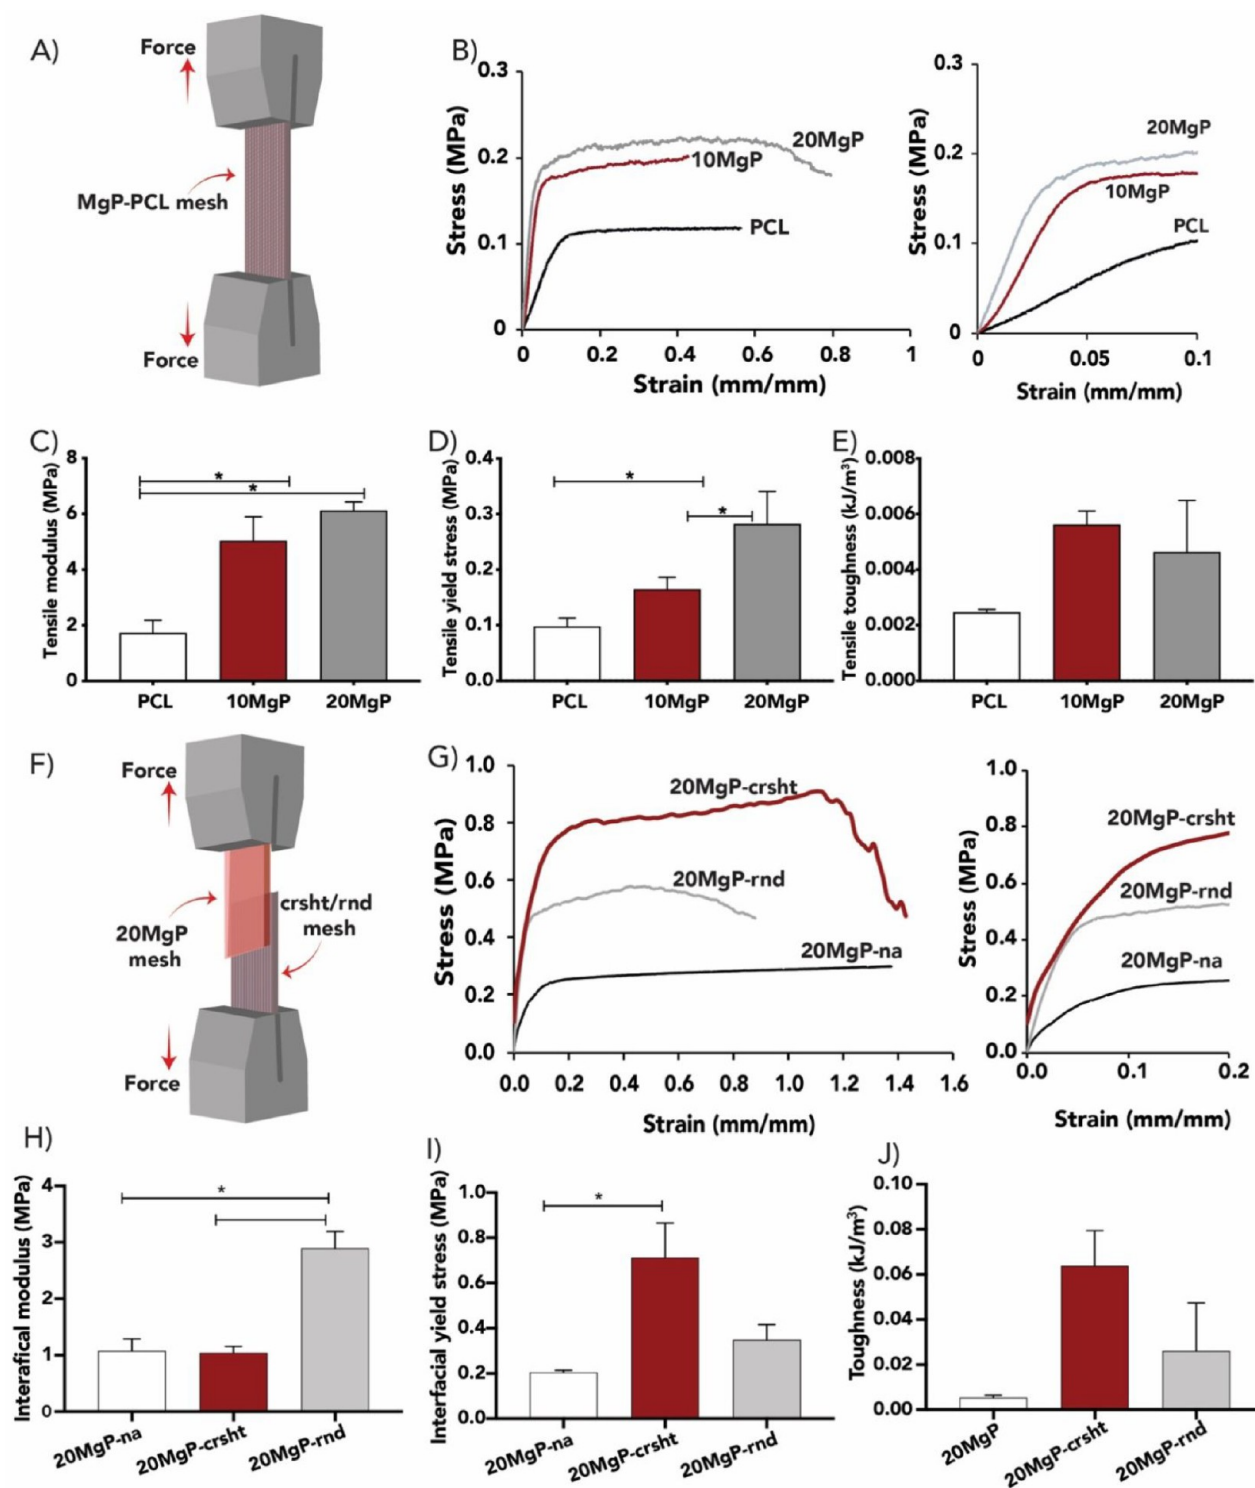 A)
Force
MgP-PCL mesh
Force
B)
Stress (MPa)
0.3
0.2
0.1
0
20MgP
10MgP
PCL
0
0.2
0.4
0.6
0.8
1
Strain (mm/mm)
Stress (MPa)
0.3
0.2
0.1
0
20MgP
10MgP
PCL
0
0.05
0.1
Strain (mm/mm)
C)
Tensile modulus (MPa)
8
6
4
2
0
*
*
PCL
10MgP
20MgP
D)
Tensile yield stress (MPa)
0.4
0.3
0.2
0.1
0.0
*
*
PCL
10MgP
20MgP
E)
Tensile toughness (kJ/m³)
0.008
0.006
0.004
0.002
0.000
PCL
10MgP
20MgP
F)
Force
20MgP
mesh
crsht/rnd
mesh
Force
G)
Stress (MPa)
1.0
0.8
0.6
0.4
0.2
0.0
20MgP-crsht
20MgP-rnd
20MgP-na
0.0
0.2
0.4
0.6
0.8
1.0
1.2
1.4
1.6
Strain (mm/mm)
Stress (MPa)
1.0
0.8
0.6
0.4
0.2
0.0
20MgP-crsht
20MgP-rnd
20MgP-na
0.0
0.1
0.2
Strain (mm/mm)
H)
Interafical modulus (MPa)
4
3
2
1
0
*
20MgP-na
20MgP-crsht
20MgP-rnd
I)
Interfacial yield stress (MPa)
1.0
0.8
0.6
0.4
0.2
0.0
*
20MgP-na
20MgP-crsht
20MgP-rnd
J)
Toughness (kJ/m³)
0.10
0.08
0.06
0.04
0.02
0.00
20MgP
20MgP-crsht
20MgP-rnd